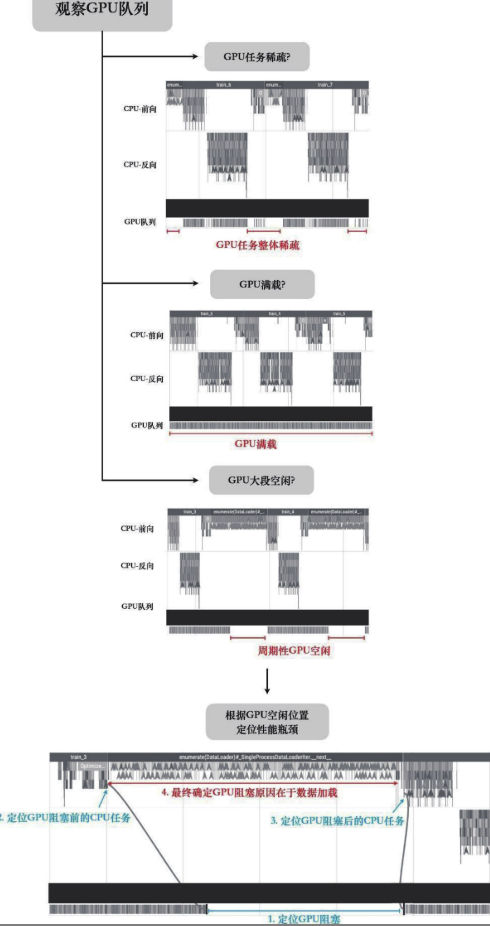 观察GPU队列
GPU任务稀疏?
enum...
train_6
enum...
train_7
CPU-前向
CPU-反向
GPU队列
GPU任务整体稀疏
GPU满载?
CPU-前向
CPU-反向
GPU队列
GPU满载
GPU大段空闲?
train_3
enumerate(DataLoader)#_...
train_4
enumerate(DataLoader)#_...
CPU-前向
CPU-反向
GPU队列
周期性GPU空闲
根据GPU空闲位置
定位性能瓶颈
train_3
enumerate(DataLoader)#_SingleProcessDataLoaderIter.__next__
Optimize...
4. 最终确定GPU阻塞原因在于数据加载
2. 定位GPU阻塞前的CPU任务
3. 定位GPU阻塞后的CPU任务
1. 定位GPU阻塞